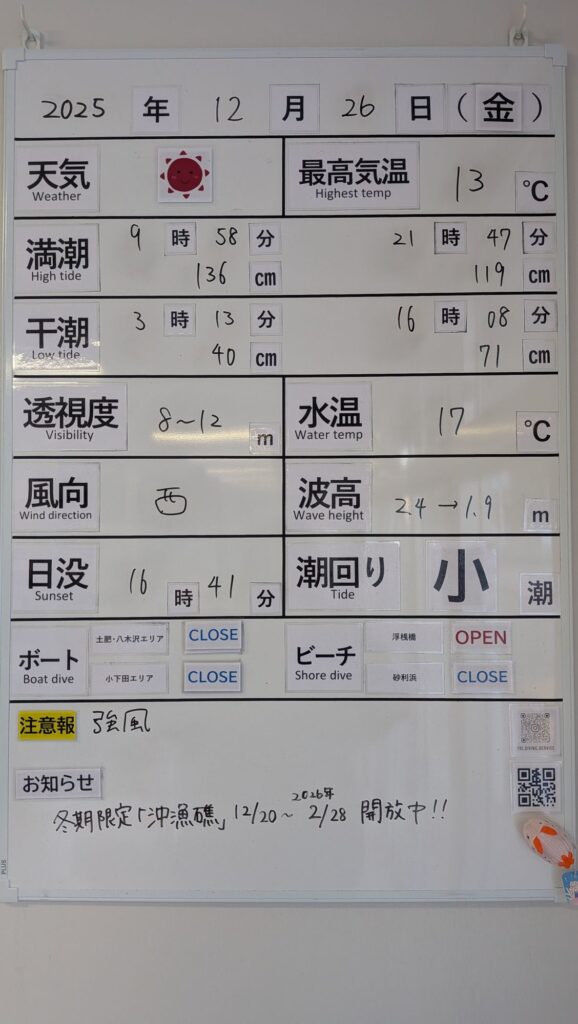 2025 年 12 月 26 日 (金)
天気 最高気温 13 ℃
Weather Highest temp
満潮 9 時 58 分 21 時 47 分
High tide 136 cm 119 cm
干潮 3 時 13 分 16 時 08 分
Low tide 40 cm 71 cm
透視度 8〜12 m 水温 17 ℃
Visibility Water temp
風向 西 波高 2.4 → 1.9 m
Wind direction Wave height
日没 16 時 41 分 潮回り 小 潮
Sunset Tide
ボート 土肥・八木沢エリア CLOSE ビーチ 浮桟橋 OPEN
Boat dive 小下田エリア CLOSE Shore dive 砂利浜 CLOSE
注意報 強風
TOI DIVING SERVICE
お知らせ
2026年
冬期限定「沖漁礁」12/20〜2/28 開放中!!
PLUS